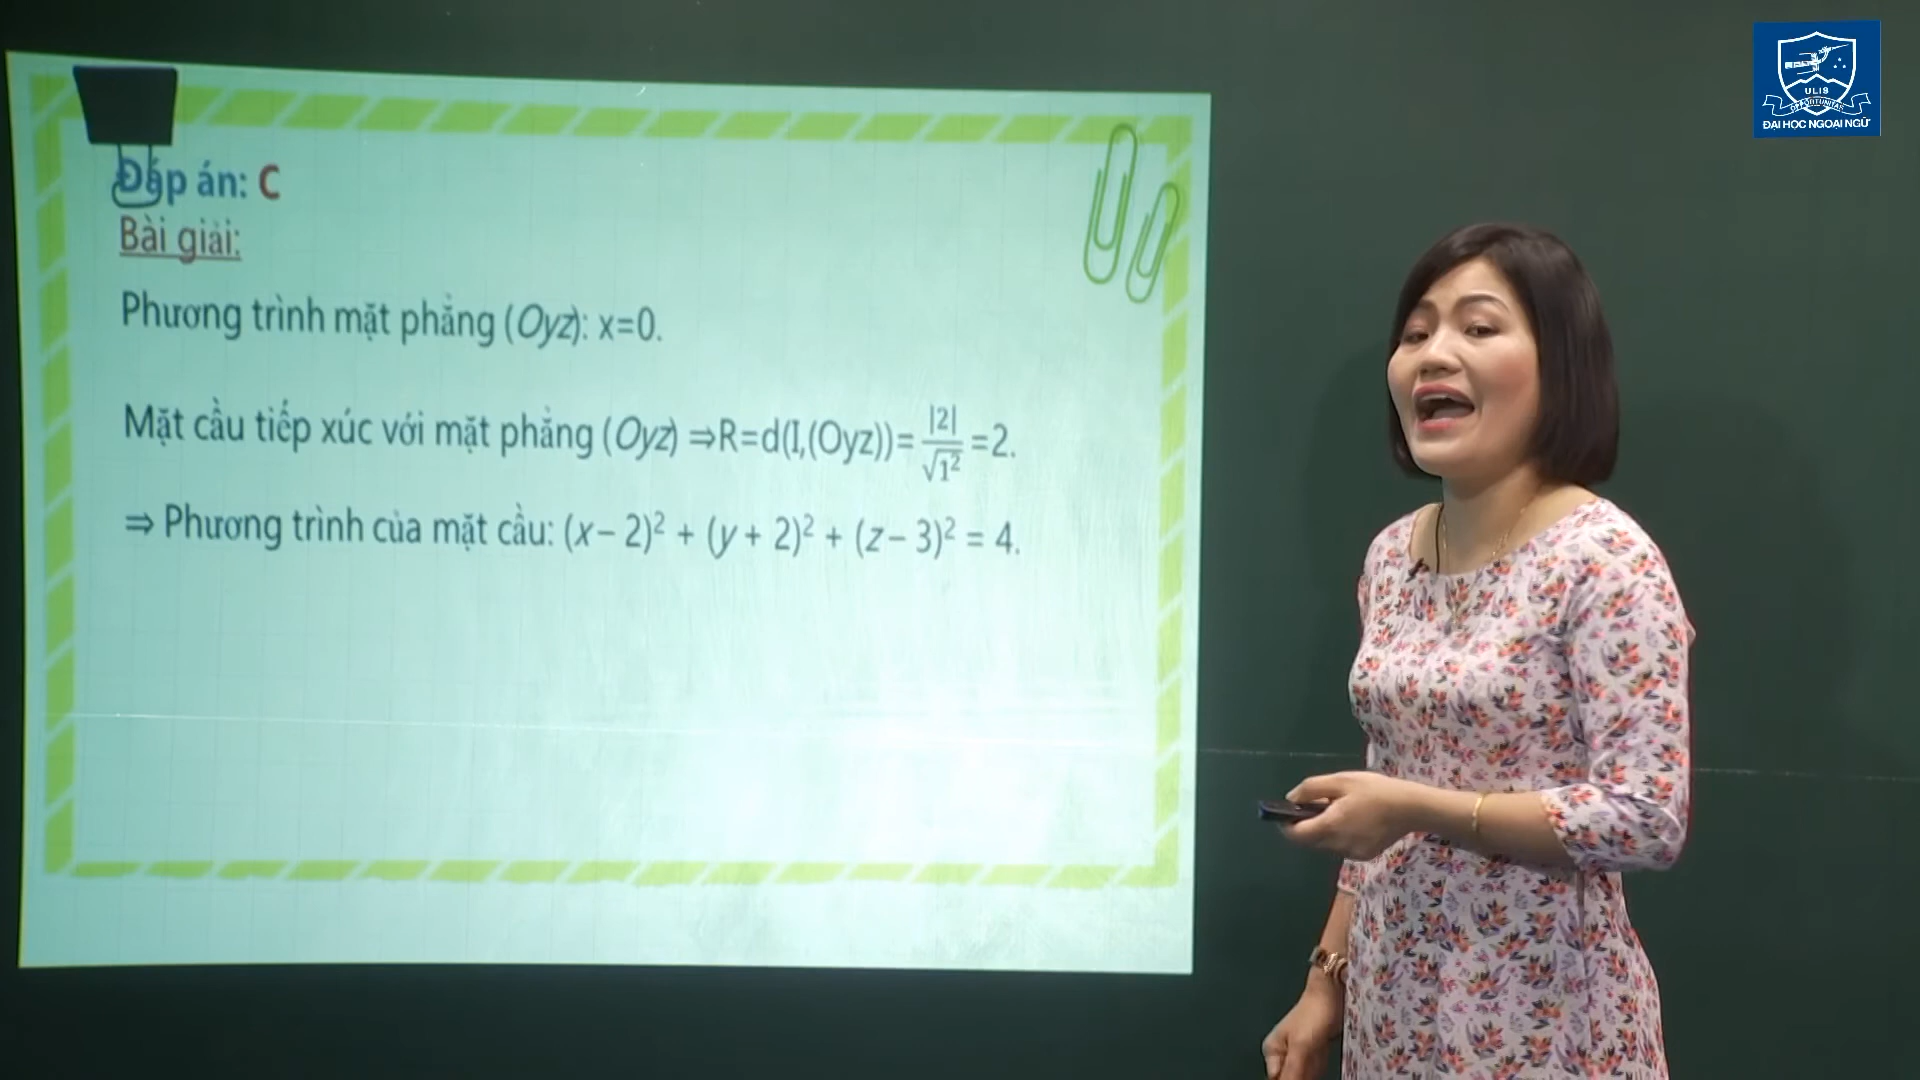 Đáp án: C
Bài giải:
Phương trình mặt phẳng (Oyz): x=0.
Mặt cầu tiếp xúc với mặt phẳng (Oyz) ⇒R=d(I,(Oyz))= |2|/√1² =2.
⇒ Phương trình của mặt cầu: (x – 2)² + (y + 2)² + (z – 3)² = 4.
ULIS
OPPORTUNITAS
ĐẠI HỌC NGOẠI NGỮ